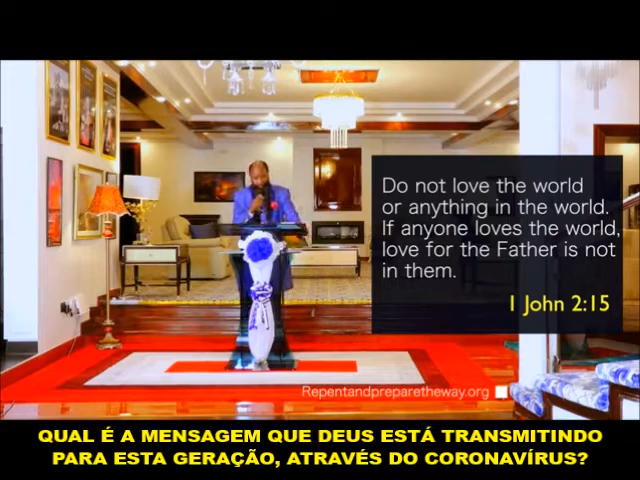 Do not love the world
or anything in the world.
If anyone loves the world,
love for the Father is not
in them.
1 John 2:15
Repentandpreparetheway.org
QUAL É A MENSAGEM QUE DEUS ESTÁ TRANSMITINDO
PARA ESTA GERAÇÃO, ATRAVÉS DO CORONAVÍRUS?